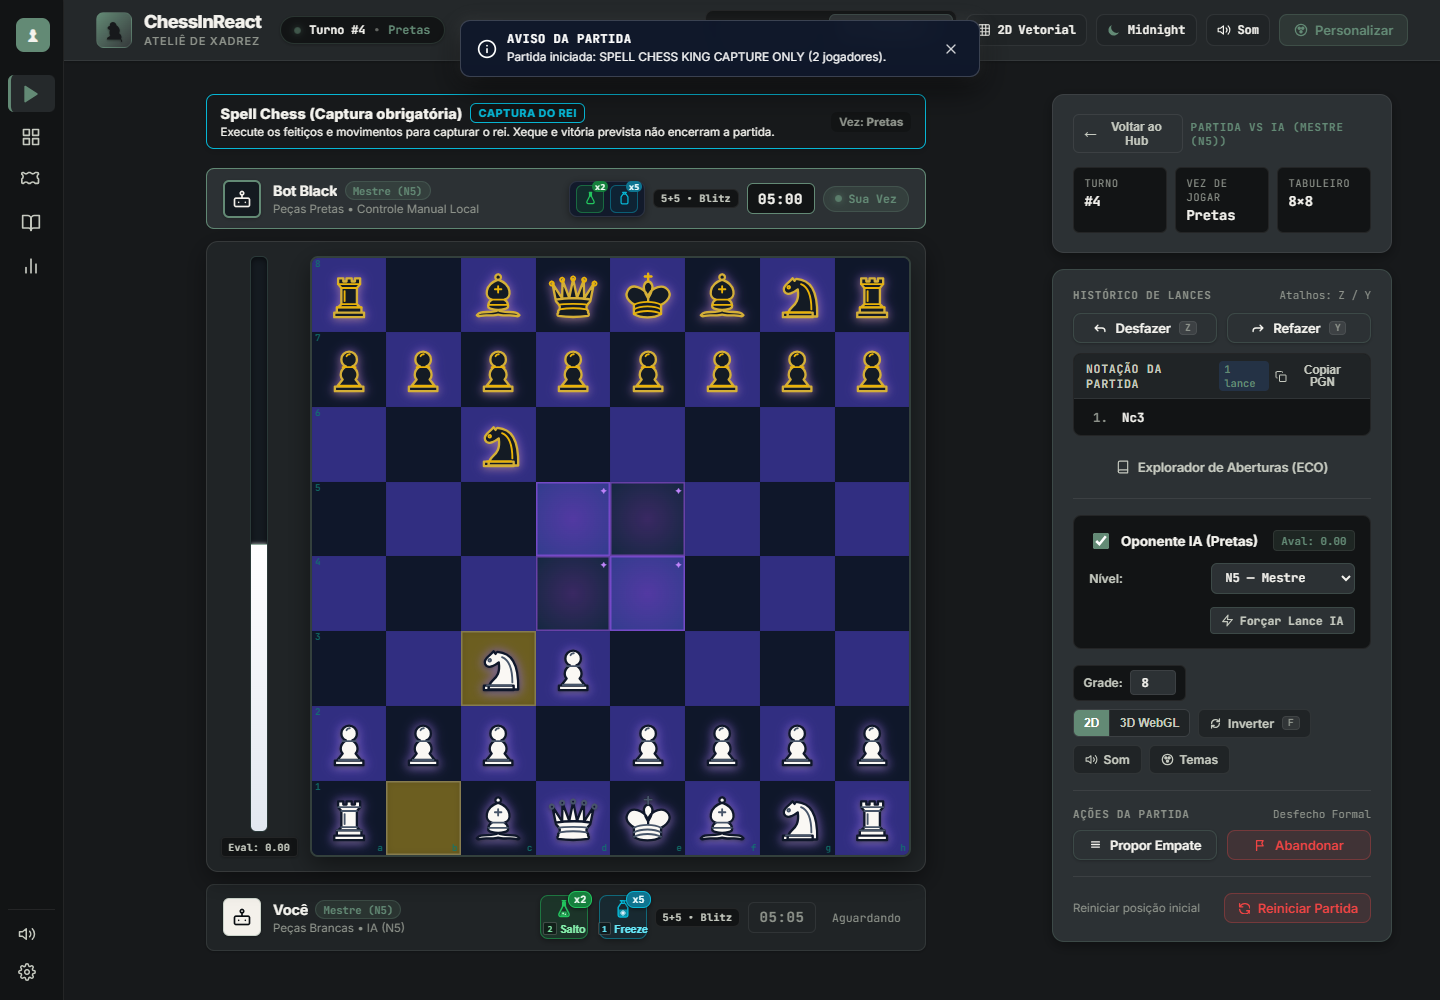 ChessInReact
ATELIÊ DE XADREZ
Turno #4 • Pretas
AVISO DA PARTIDA
Partida iniciada: SPELL CHESS KING CAPTURE ONLY (2 jogadores).
2D Vetorial
Midnight
Som
Personalizar
Spell Chess (Captura obrigatória)
CAPTURA DO REI
Execute os feitiços e movimentos para capturar o rei. Xeque e vitória prevista não encerram a partida.
Vez: Pretas
Bot Black
Mestre (N5)
Peças Pretas • Controle Manual Local
x2
x5
5+5 • Blitz
05:00
Sua Vez
8
7
6
5
4
3
2
1
a
c
d
e
f
g
h
Eval: 0.00
Você
Mestre (N5)
Peças Brancas • IA (N5)
x2
2 Salto
x5
1 Freeze
5+5 • Blitz
05:05
Aguardando
← Voltar ao
Hub
PARTIDA VS IA (MESTRE
(N5))
TURNO
#4
VEZ DE
JOGAR
Pretas
TABULEIRO
8×8
HISTÓRICO DE LANCES
Atalhos: Z / Y
Desfazer Z
Refazer Y
NOTAÇÃO DA
PARTIDA
1
lance
Copiar
PGN
1. Nc3
Explorador de Aberturas (ECO)
Oponente IA (Pretas)
Aval: 0.00
Nível:
N5 — Mestre
Forçar Lance IA
Grade: 8
2D
3D WebGL
Inverter F
Som
Temas
AÇÕES DA PARTIDA
Desfecho Formal
Propor Empate
Abandonar
Reiniciar posição inicial
Reiniciar Partida